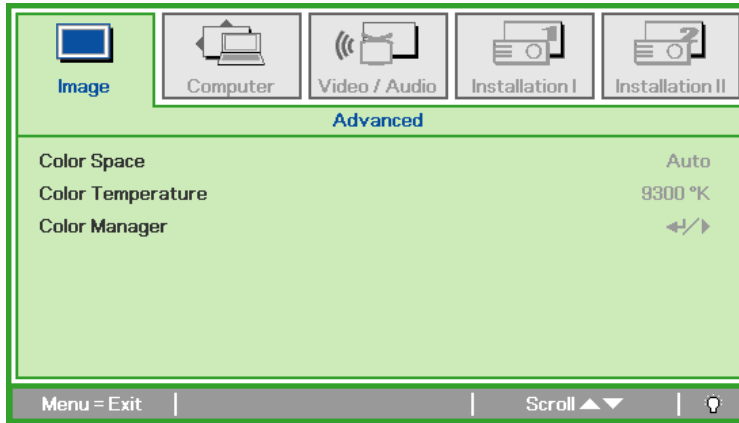 Image
Computer
Video / Audio
Installation I
Installation II
Advanced
Color Space Auto
Color Temperature 9300 °K
Color Manager
Menu = Exit Scroll